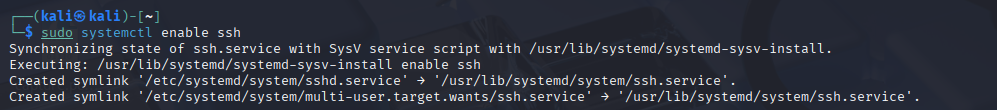 ┌──(kali㉿kali)-[~]
└─$ sudo systemctl enable ssh
Synchronizing state of ssh.service with SysV service script with /usr/lib/systemd/systemd-sysv-install.
Executing: /usr/lib/systemd/systemd-sysv-install enable ssh
Created symlink '/etc/systemd/system/sshd.service' → '/usr/lib/systemd/system/ssh.service'.
Created symlink '/etc/systemd/system/multi-user.target.wants/ssh.service' → '/usr/lib/systemd/system/ssh.service'.